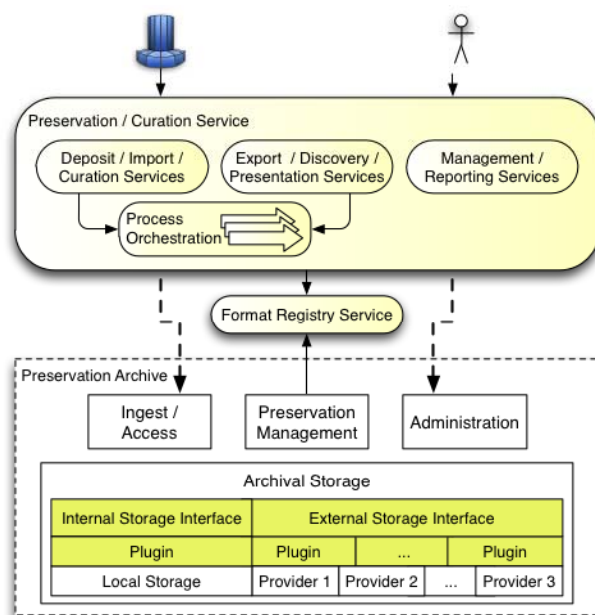 Preservation / Curation Service
Deposit / Import /
Curation Services
Export / Discovery /
Presentation Services
Management /
Reporting Services
Process
Orchestration
Format Registry Service
Preservation Archive
Ingest /
Access
Preservation
Management
Administration
Archival Storage
Internal Storage Interface
External Storage Interface
Plugin
Plugin
...
Plugin
Local Storage
Provider 1
Provider 2
...
Provider 3